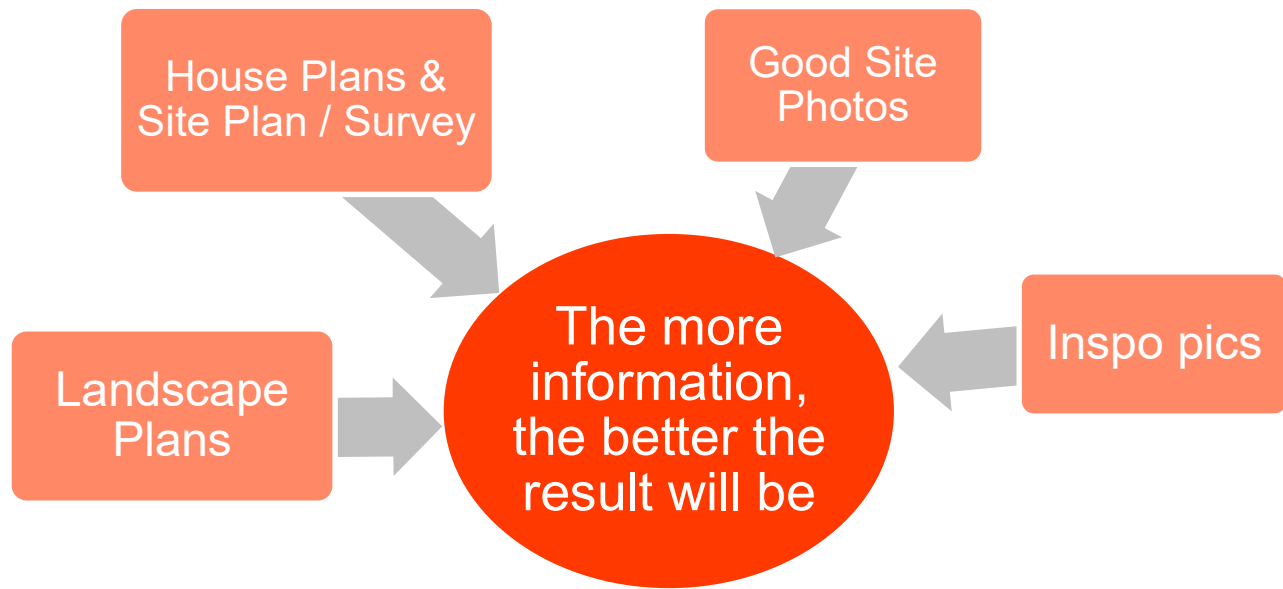 House Plans &
Site Plan / Survey
Good Site
Photos
Landscape
Plans
The more
information,
the better the
result will be
Inspo pics